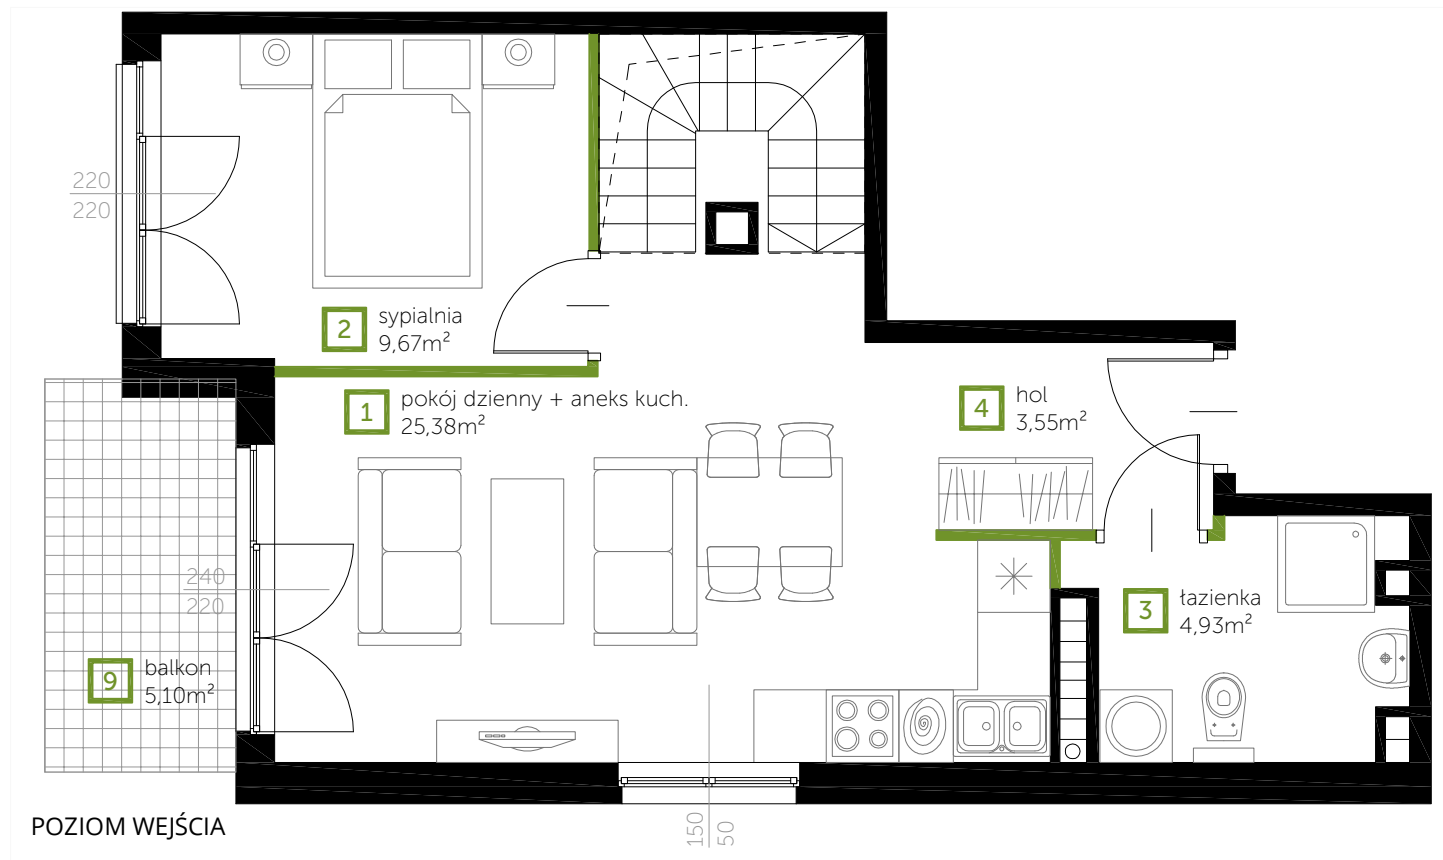 220
220
2
sypialnia
9,67m²
1
pokój dzienny + aneks kuch.
25,38m²
4
hol
3,55m²
240
220
3
łazienka
4,93m²
9
balkon
5,10m²
150
50
POZIOM WEJŚCIA